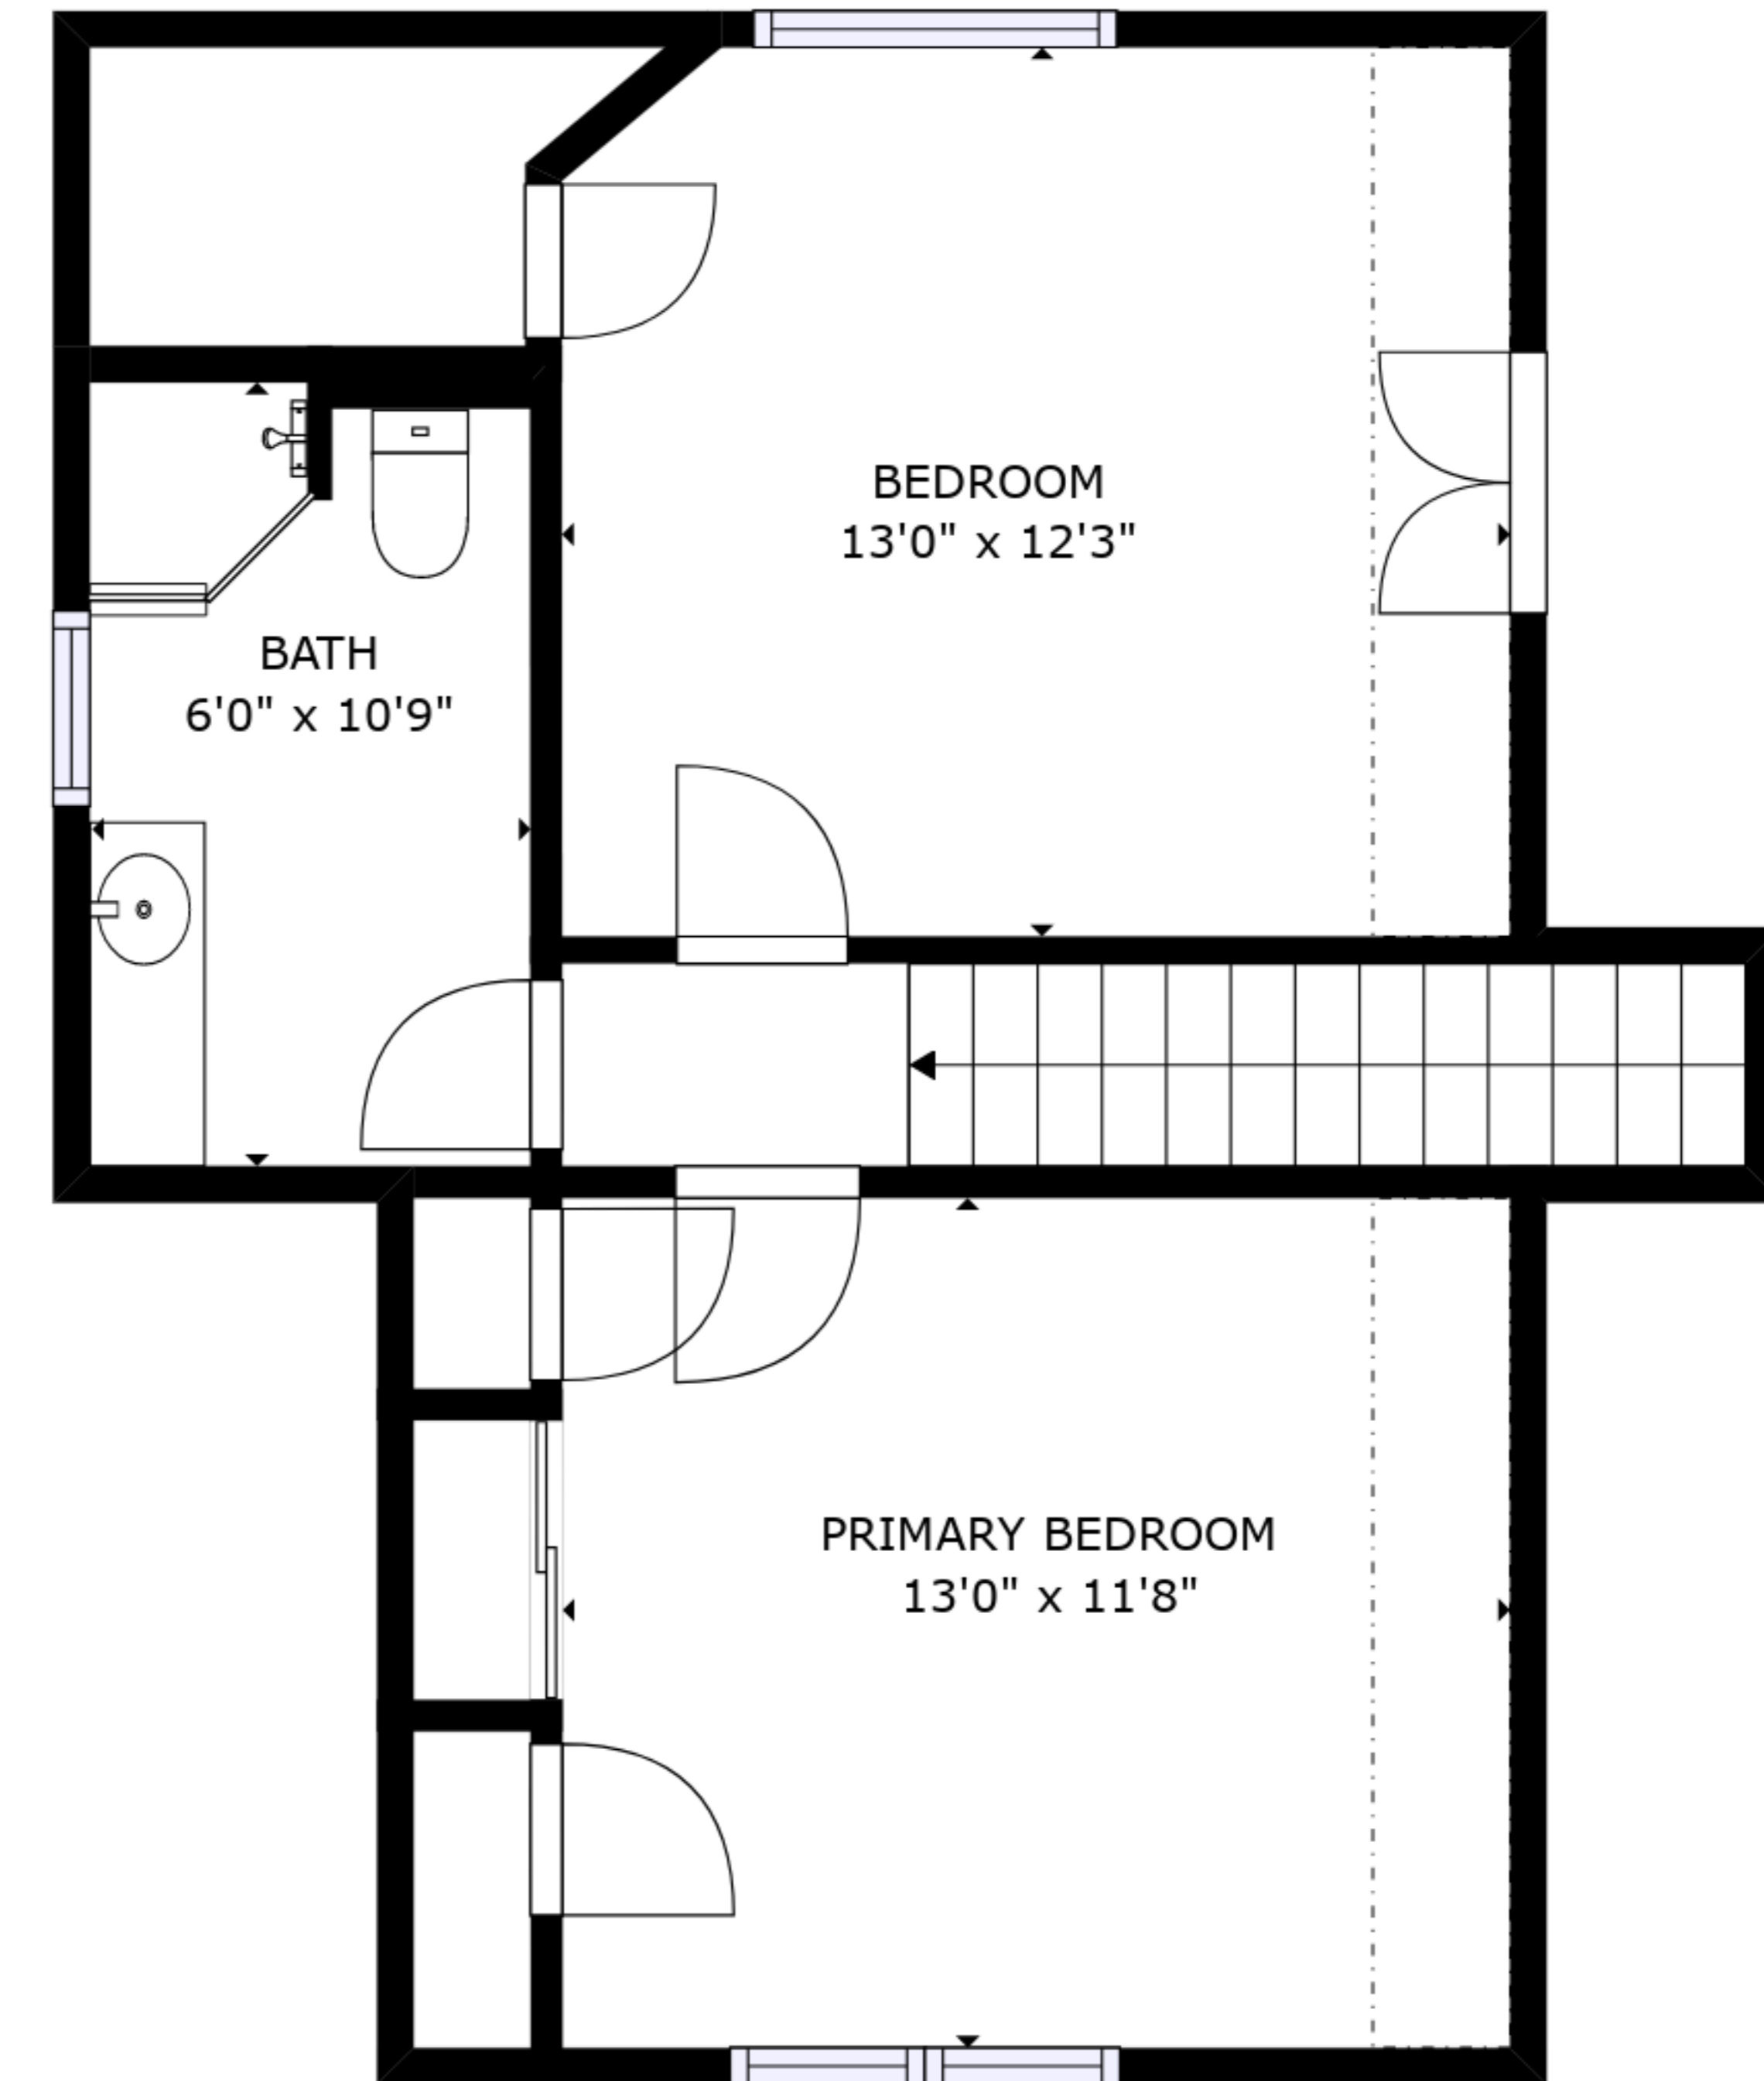 BEDROOM
13'0" x 12'3"
BATH
6'0" x 10'9"
PRIMARY BEDROOM
13'0" x 11'8"